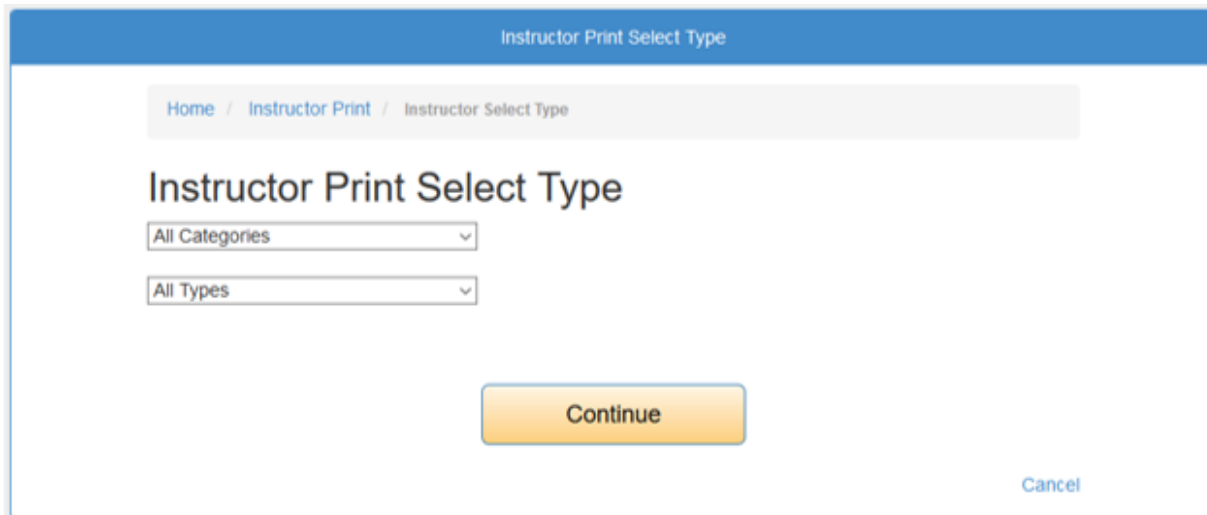 Instructor Print Select Type
Home / Instructor Print / Instructor Select Type
Instructor Print Select Type
All Categories
All Types
Continue
Cancel